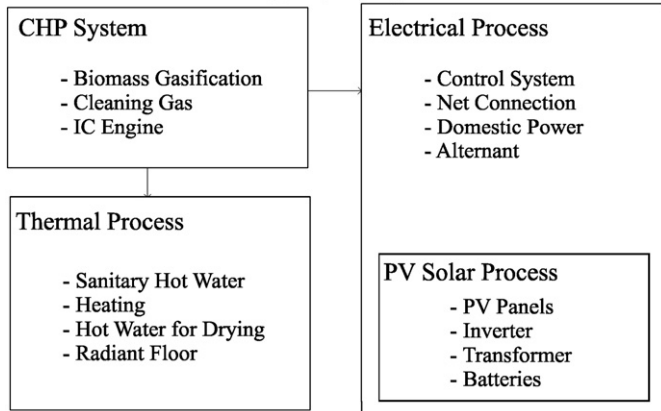 CHP System
- Biomass Gasification
- Cleaning Gas
- IC Engine
Electrical Process
- Control System
- Net Connection
- Domestic Power
- Alternant
Thermal Process
- Sanitary Hot Water
- Heating
- Hot Water for Drying
- Radiant Floor
PV Solar Process
- PV Panels
- Inverter
- Transformer
- Batteries